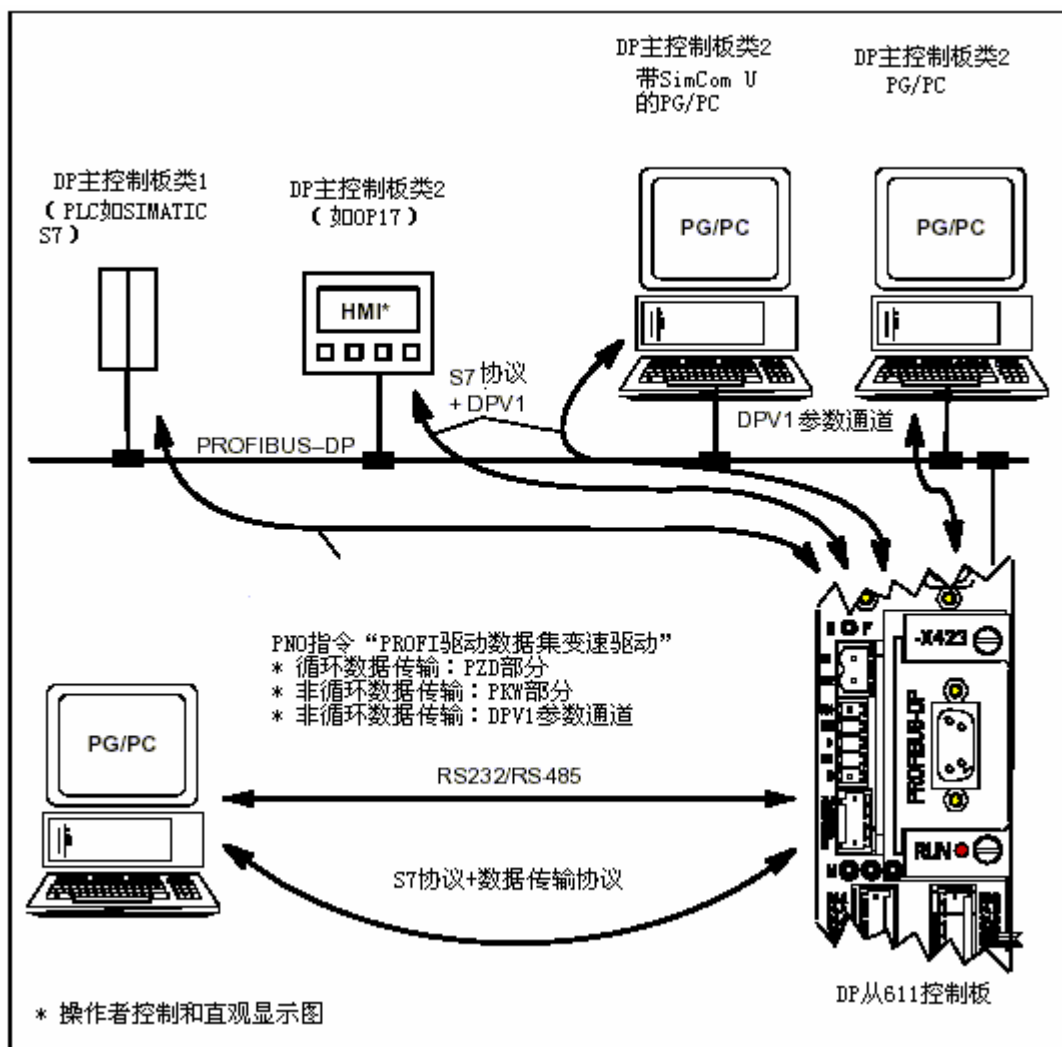 DP主控制板类2
带SimCom U
的PG/PC
DP主控制板类2
PG/PC
DP主控制板类1
(PLC如SIMATIC
S7)
DP主控制板类2
(如OP17)
PG/PC
PG/PC
HMI*
S7协议
+ DPV1
DPV1参数通道
PROFIBUS-DP
PNO指令“PROFI驱动数据集变速驱动”
* 循环数据传输：PZD部分
* 非循环数据传输：PKW部分
* 非循环数据传输：DPV1参数通道
-X423
PROFIBUS-DP
PG/PC
RS232/RS-485
RUN
S7协议+数据传输协议
DP从611控制板
* 操作者控制和直观显示图